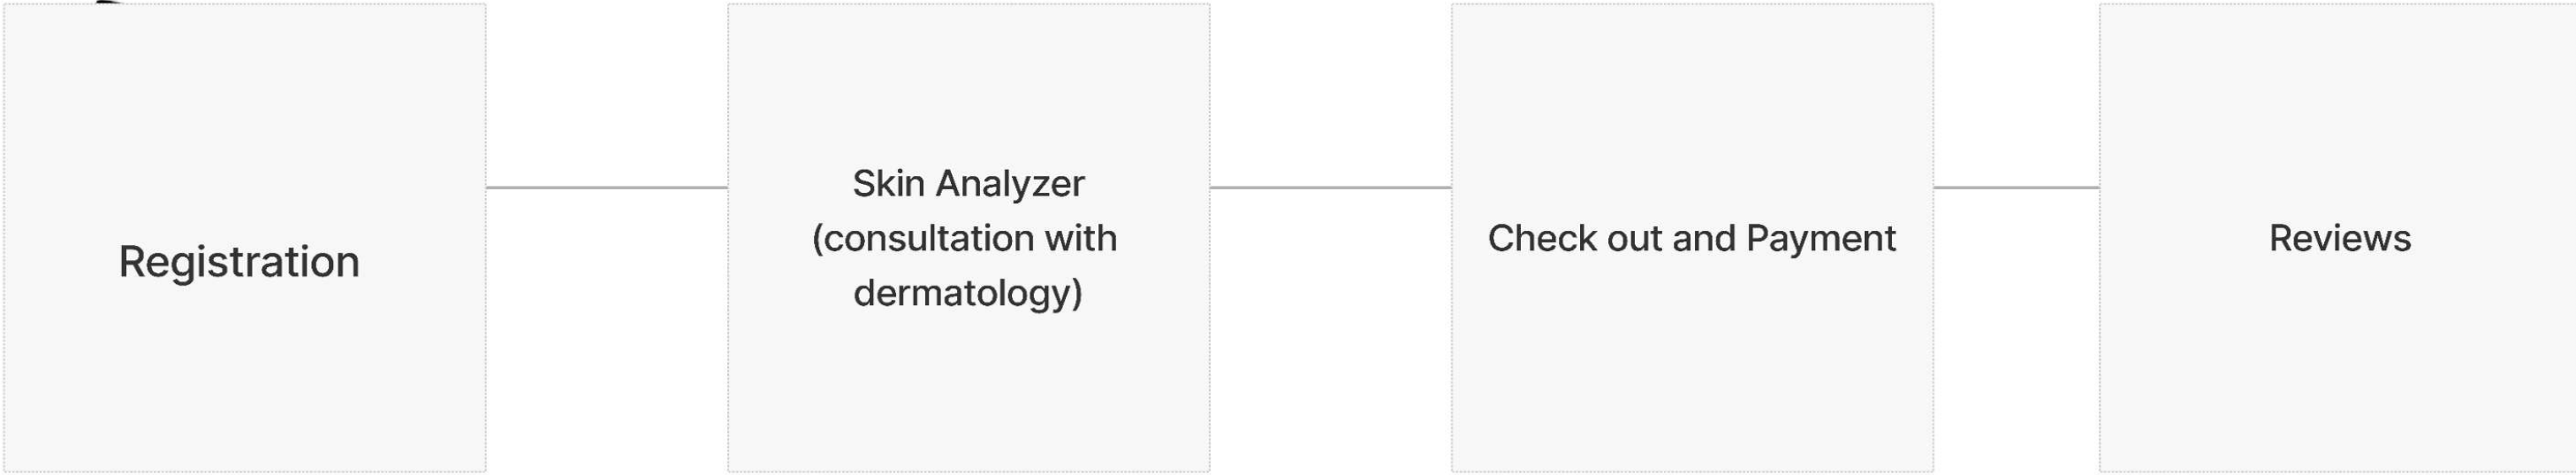 Registration
Skin Analyzer
(consultation with
dermatology)
Check out and Payment
Reviews